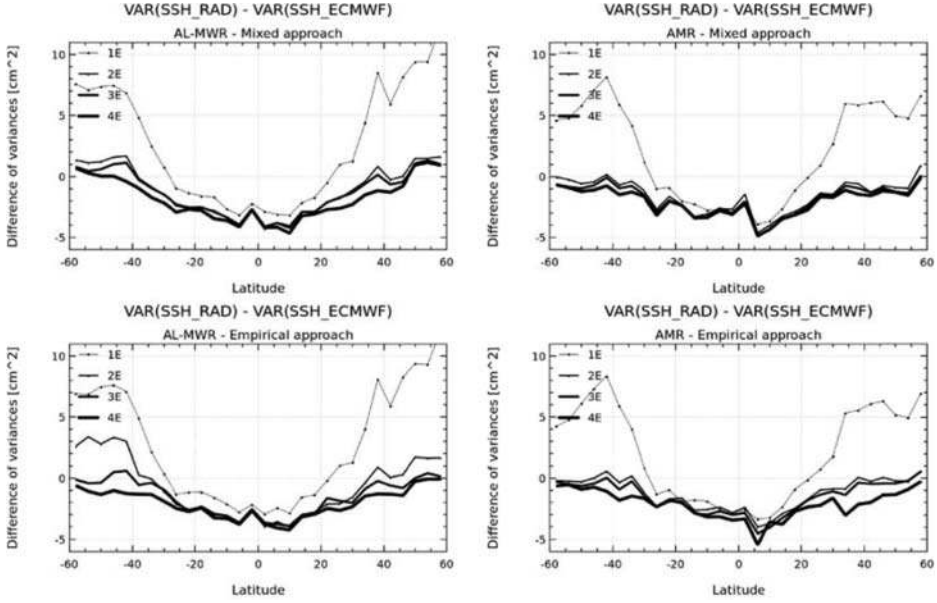 VAR(SSH_RAD) - VAR(SSH_ECMWF)
AL-MWR - Mixed approach
Difference of variances [cm^2]
10
5
0
-5
1E
2E
3E
4E
-60 -40 -20 0 20 40 60
Latitude
VAR(SSH_RAD) - VAR(SSH_ECMWF)
AMR - Mixed approach
Difference of variances [cm^2]
10
5
0
-5
1E
2E
3E
4E
-60 -40 -20 0 20 40 60
Latitude
VAR(SSH_RAD) - VAR(SSH_ECMWF)
AL-MWR - Empirical approach
Difference of variances [cm^2]
10
5
0
-5
1E
2E
3E
4E
-60 -40 -20 0 20 40 60
Latitude
VAR(SSH_RAD) - VAR(SSH_ECMWF)
AMR - Empirical approach
Difference of variances [cm^2]
10
5
0
-5
1E
2E
3E
4E
-60 -40 -20 0 20 40 60
Latitude